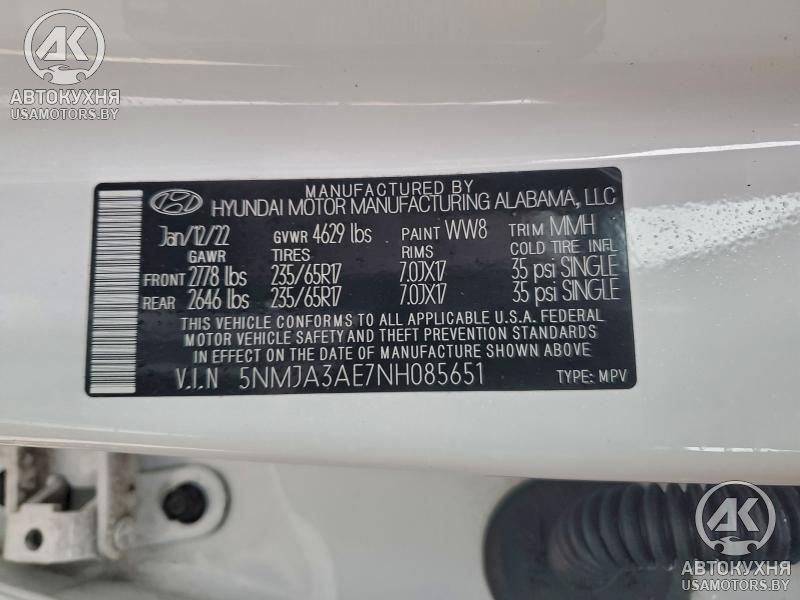 AK
АВТОКУХНЯ
USAMOTORS.BY
MANUFACTURED BY
HYUNDAI MOTOR MANUFACTURING ALABAMA, LLC
Jan/12/22 GVWR 4629 lbs PAINT WW8 TRIM MMH
GAWR TIRES RIMS COLD TIRE INFL
FRONT 2778 lbs 235/65R17 7.0JX17 35 psi SINGLE
REAR 2646 lbs 235/65R17 7.0JX17 35 psi SINGLE
THIS VEHICLE CONFORMS TO ALL APPLICABLE U.S.A. FEDERAL
MOTOR VEHICLE SAFETY AND THEFT PREVENTION STANDARDS
IN EFFECT ON THE DATE OF MANUFACTURE SHOWN ABOVE.
V.I.N 5NMJA3AE7NH085651 TYPE: MPV
AK
АВТОКУХНЯ
USAMOTORS.BY